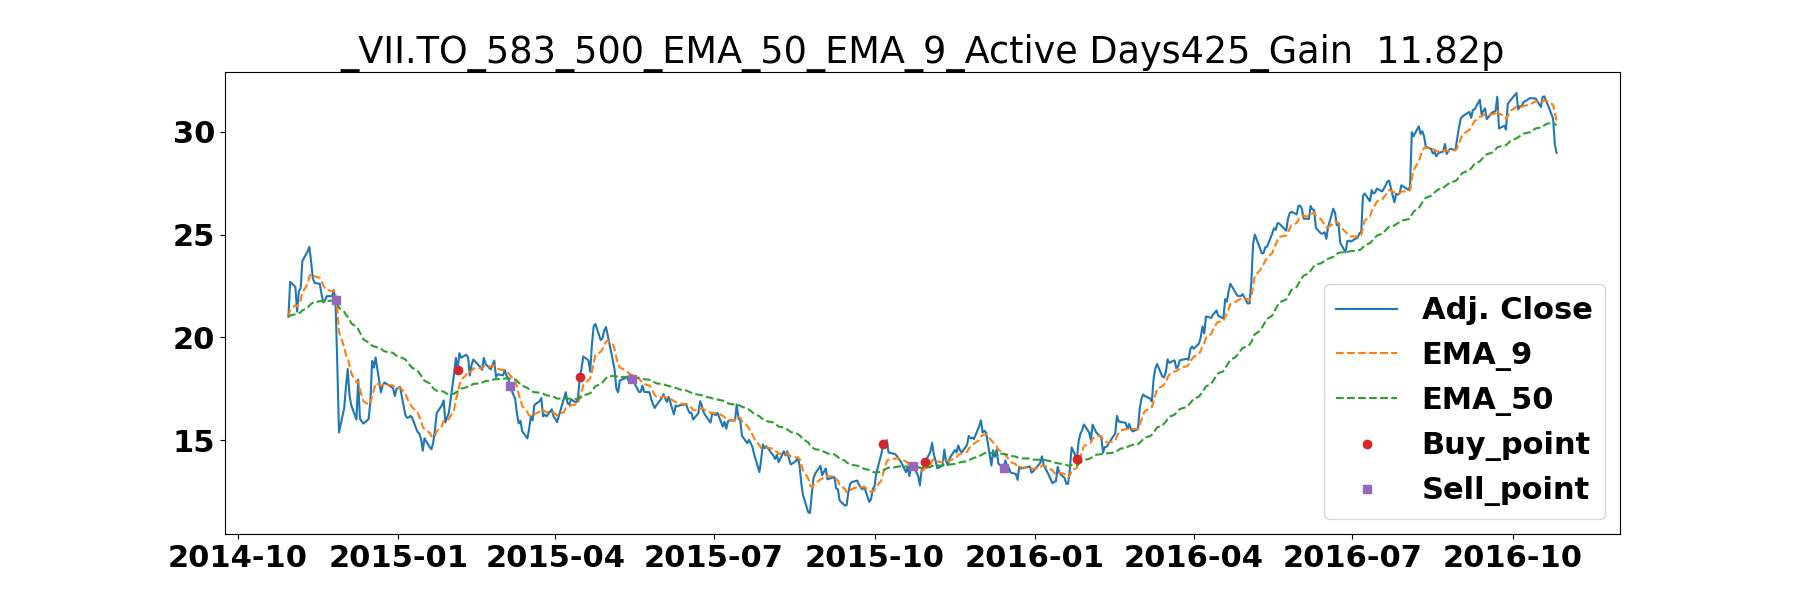 _VII.TO_583_500_EMA_50_EMA_9_Active Days425_Gain  11.82p
30
25
20
15
Adj. Close
EMA_9
EMA_50
Buy_point
Sell_point
2014-10 2015-01 2015-04 2015-07 2015-10 2016-01 2016-04 2016-07 2016-10